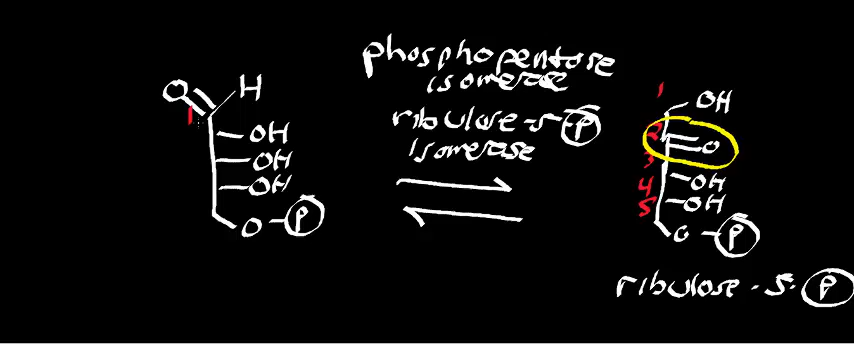 phosphopentose
isomerase
ribulose-5-P
isomerase
O H
1
OH
OH
OH
O-P
1
OH
2
O
3
4
OH
5
OH
O-P
ribulose-5-P